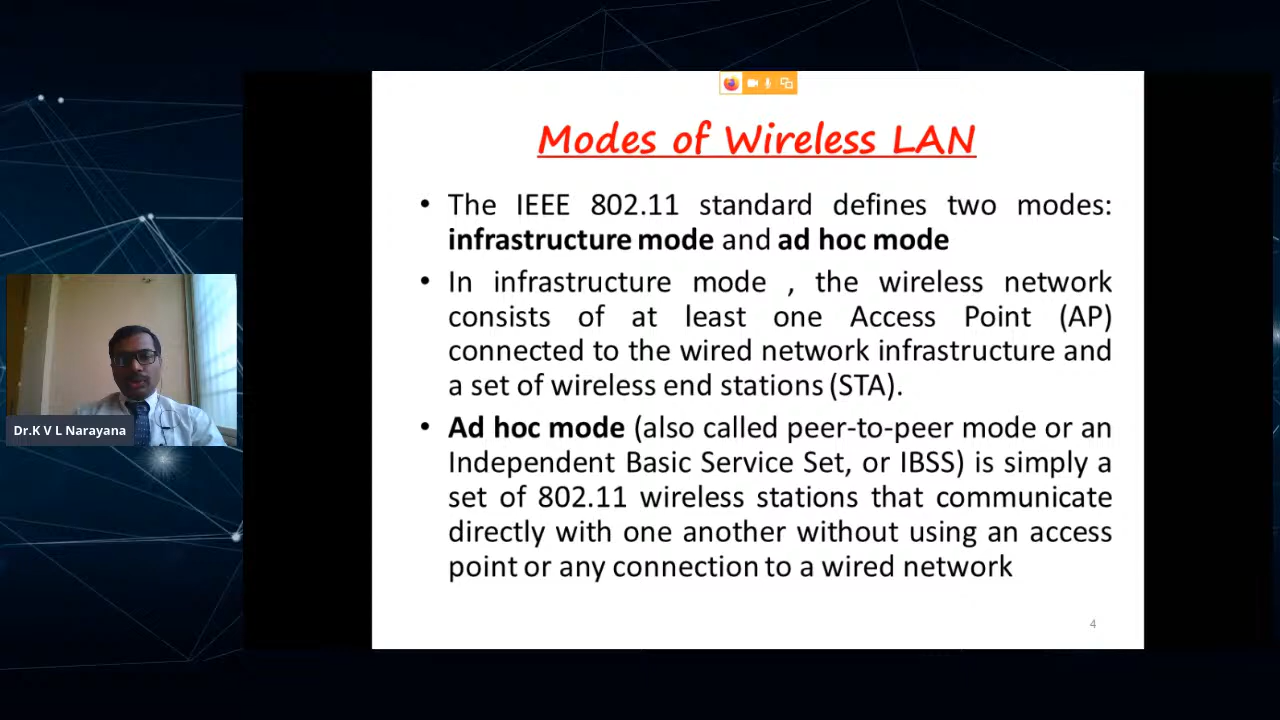 Modes of Wireless LAN
• The IEEE 802.11 standard defines two modes:
infrastructure mode and ad hoc mode
• In infrastructure mode , the wireless network
consists of at least one Access Point (AP)
connected to the wired network infrastructure and
a set of wireless end stations (STA).
• Ad hoc mode (also called peer-to-peer mode or an
Independent Basic Service Set, or IBSS) is simply a
set of 802.11 wireless stations that communicate
directly with one another without using an access
point or any connection to a wired network
4
Dr.K V L Narayana